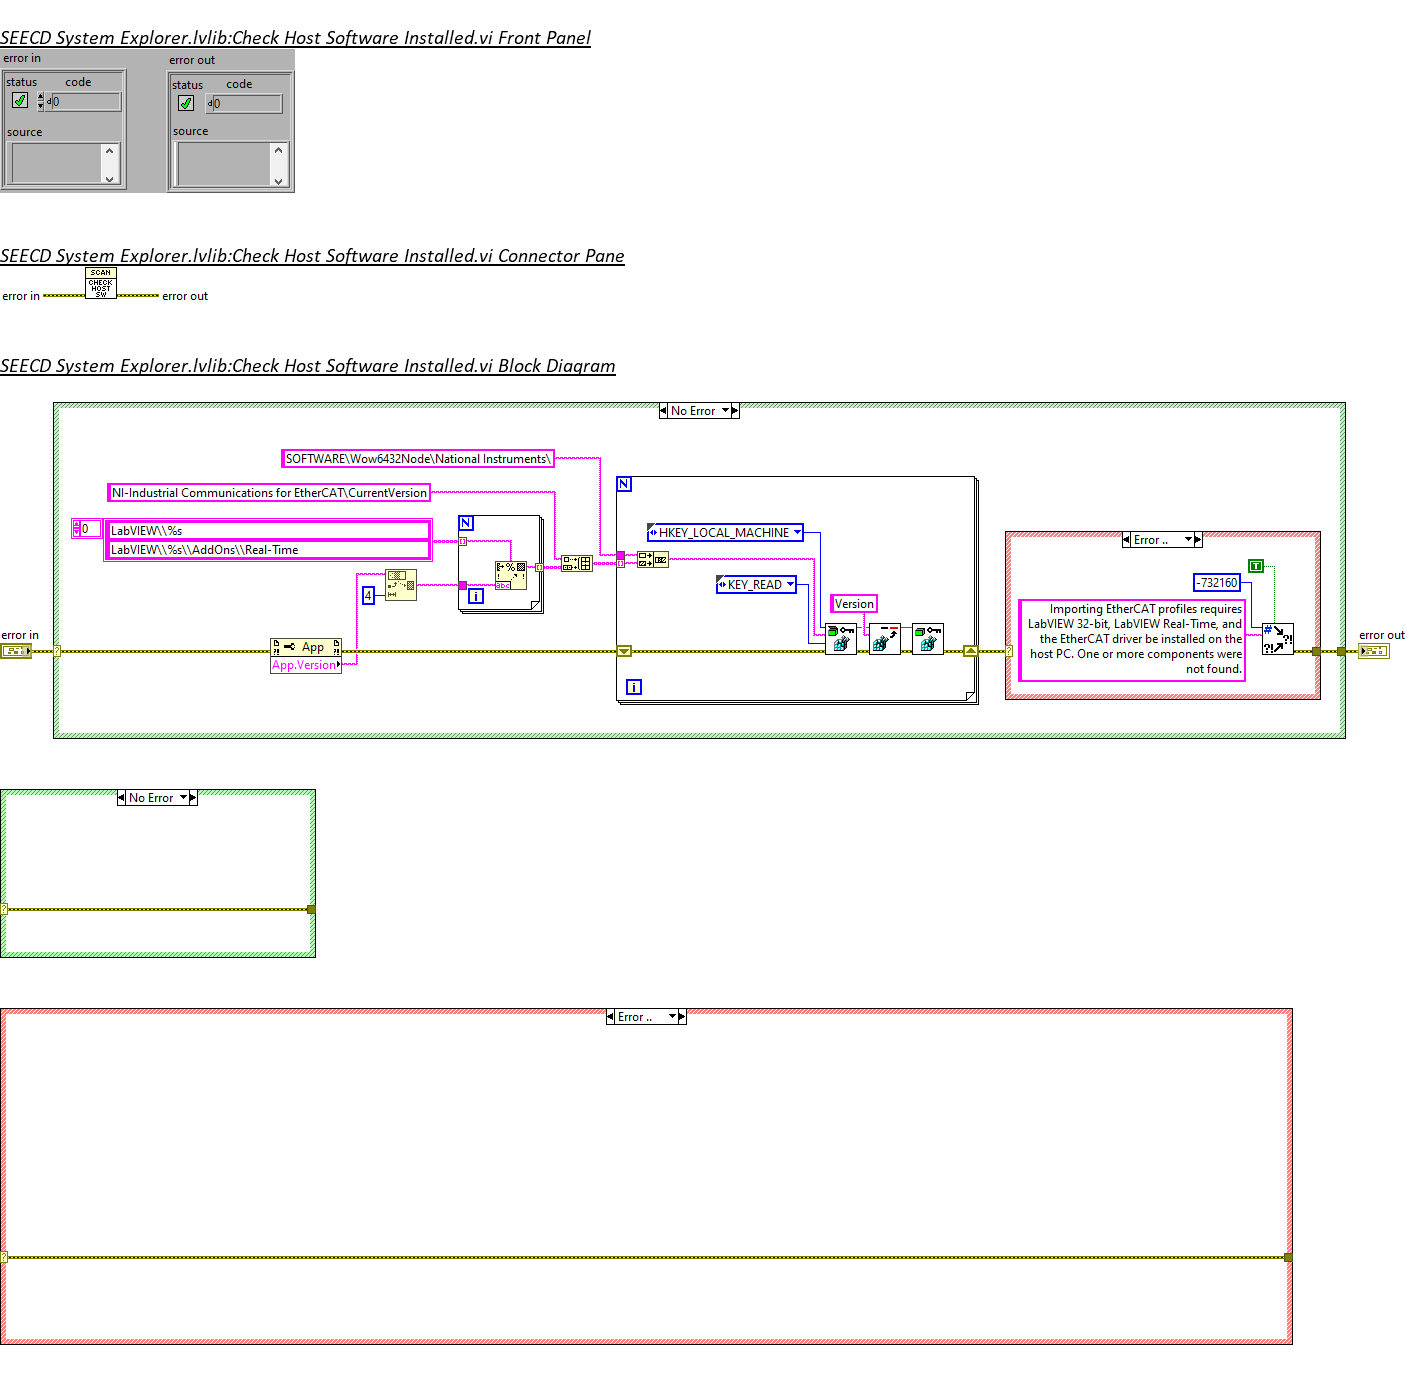 SEECD System Explorer.lvlib:Check Host Software Installed.vi Front Panel
error in
error out
status
code
status
code
0
0
source
source
SEECD System Explorer.lvlib:Check Host Software Installed.vi Connector Pane
SCAN
CHECK
HOST
SW
error in
error out
SEECD System Explorer.lvlib:Check Host Software Installed.vi Block Diagram
No Error
SOFTWARE\Wow6432Node\National Instruments\
NI-Industrial Communications for EtherCAT\CurrentVersion
0
LabVIEW\\%s
LabVIEW\\%s\\AddOns\\Real-Time
N
N
i
4
HKEY_LOCAL_MACHINE
KEY_READ
Version
App
App.Version
i
Error ..
T
-732160
Importing EtherCAT profiles requires
LabVIEW 32-bit, LabVIEW Real-Time, and
the EtherCAT driver be installed on the
host PC. One or more components were
not found.
error in
error out
No Error
Error ..